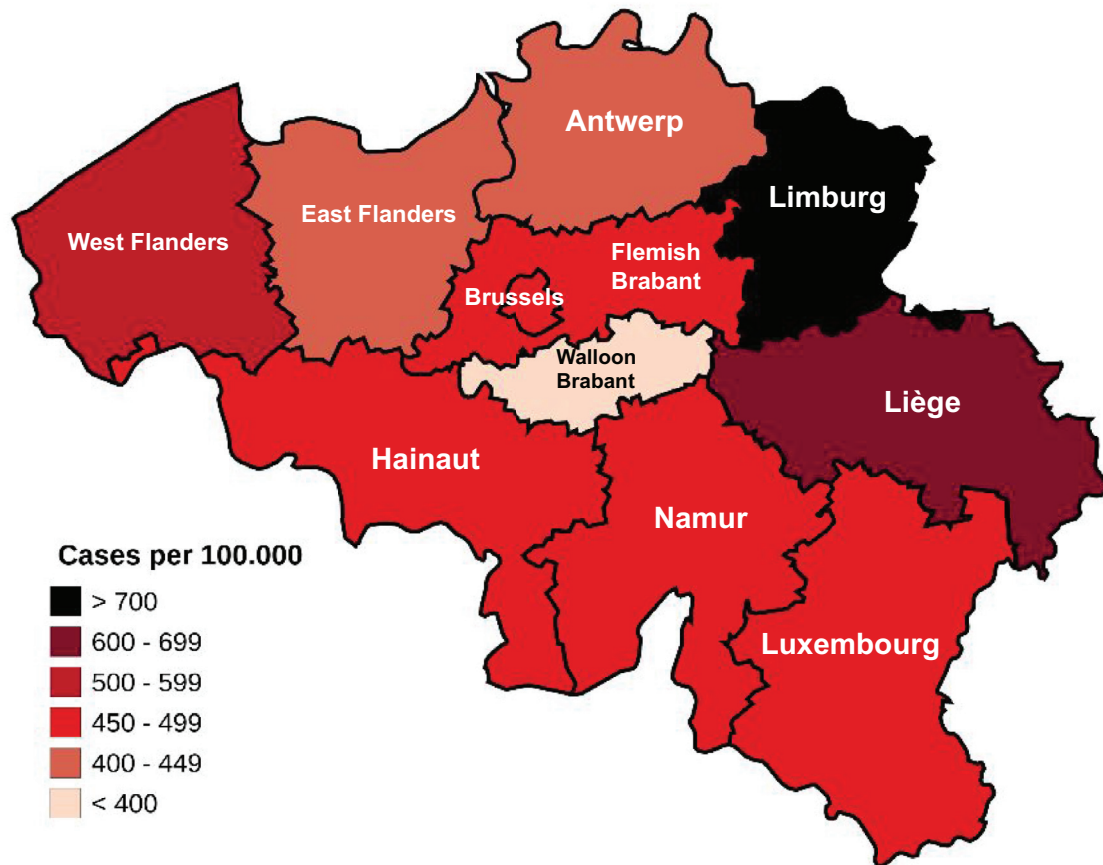 Antwerp
Limburg
East Flanders
West Flanders
Flemish
Brabant
Brussels
Walloon
Brabant
Liège
Hainaut
Namur
Luxembourg
Cases per 100.000
> 700
600 - 699
500 - 599
450 - 499
400 - 449
< 400